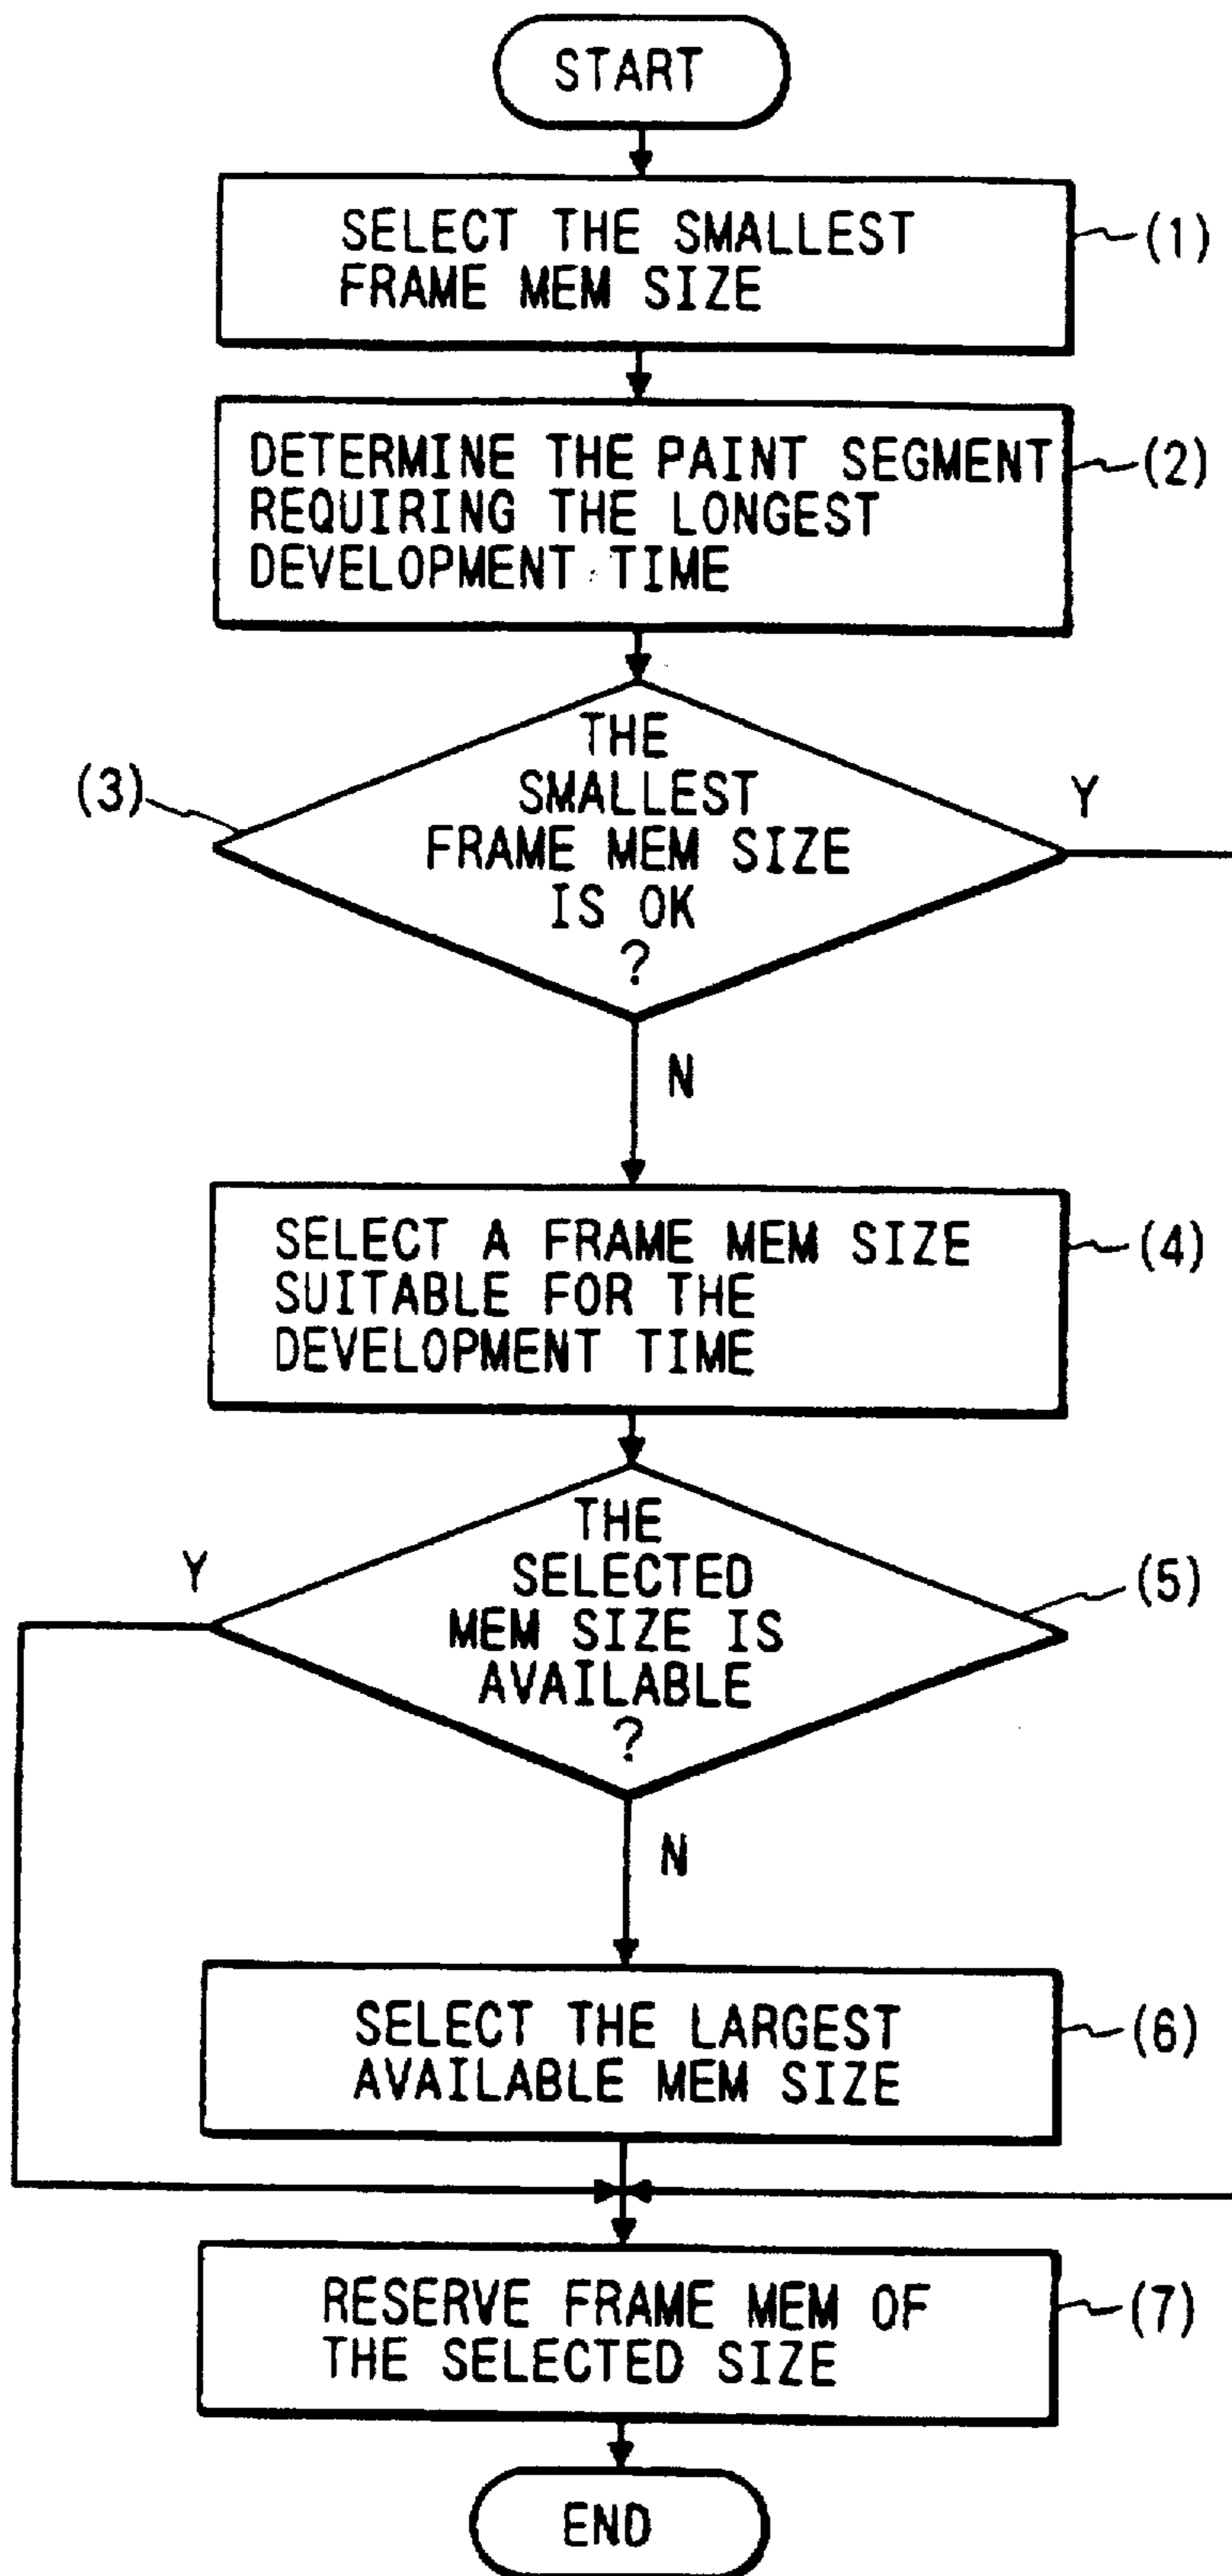 START
SELECT THE SMALLEST
FRAME MEM SIZE
(1)
DETERMINE THE PAINT SEGMENT
REQUIRING THE LONGEST
DEVELOPMENT TIME
(2)
THE
SMALLEST
FRAME MEM SIZE
IS OK
?
(3)
Y
N
SELECT A FRAME MEM SIZE
SUITABLE FOR THE
DEVELOPMENT TIME
(4)
THE
SELECTED
MEM SIZE IS
AVAILABLE
?
Y
(5)
N
SELECT THE LARGEST
AVAILABLE MEM SIZE
(6)
RESERVE FRAME MEM OF
THE SELECTED SIZE
(7)
END